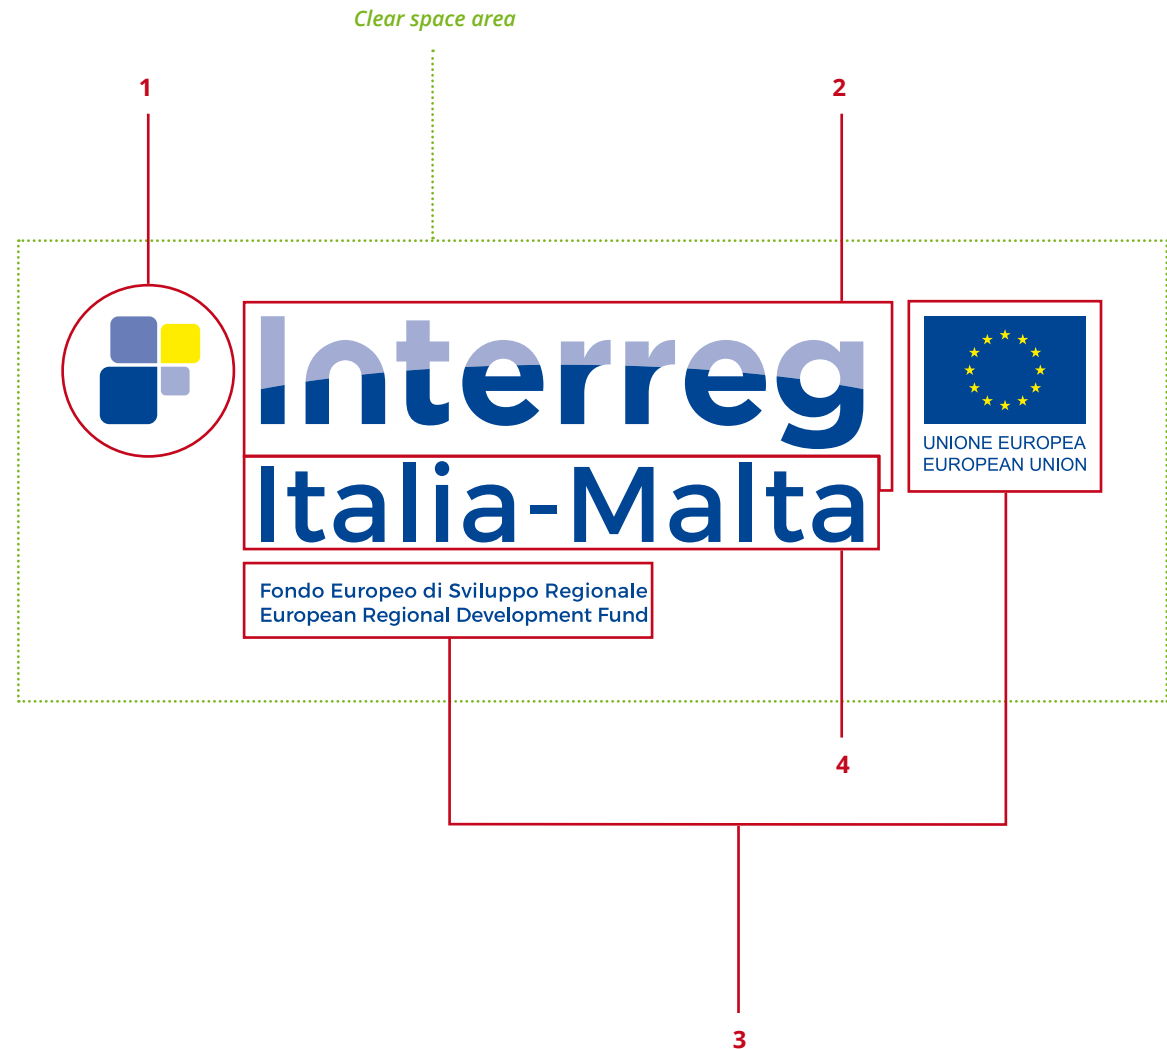 Clear space area
1
2
Interreg
Italia-Malta
Fondo Europeo di Sviluppo Regionale
European Regional Development Fund
UNIONE EUROPEA
EUROPEAN UNION
4
3